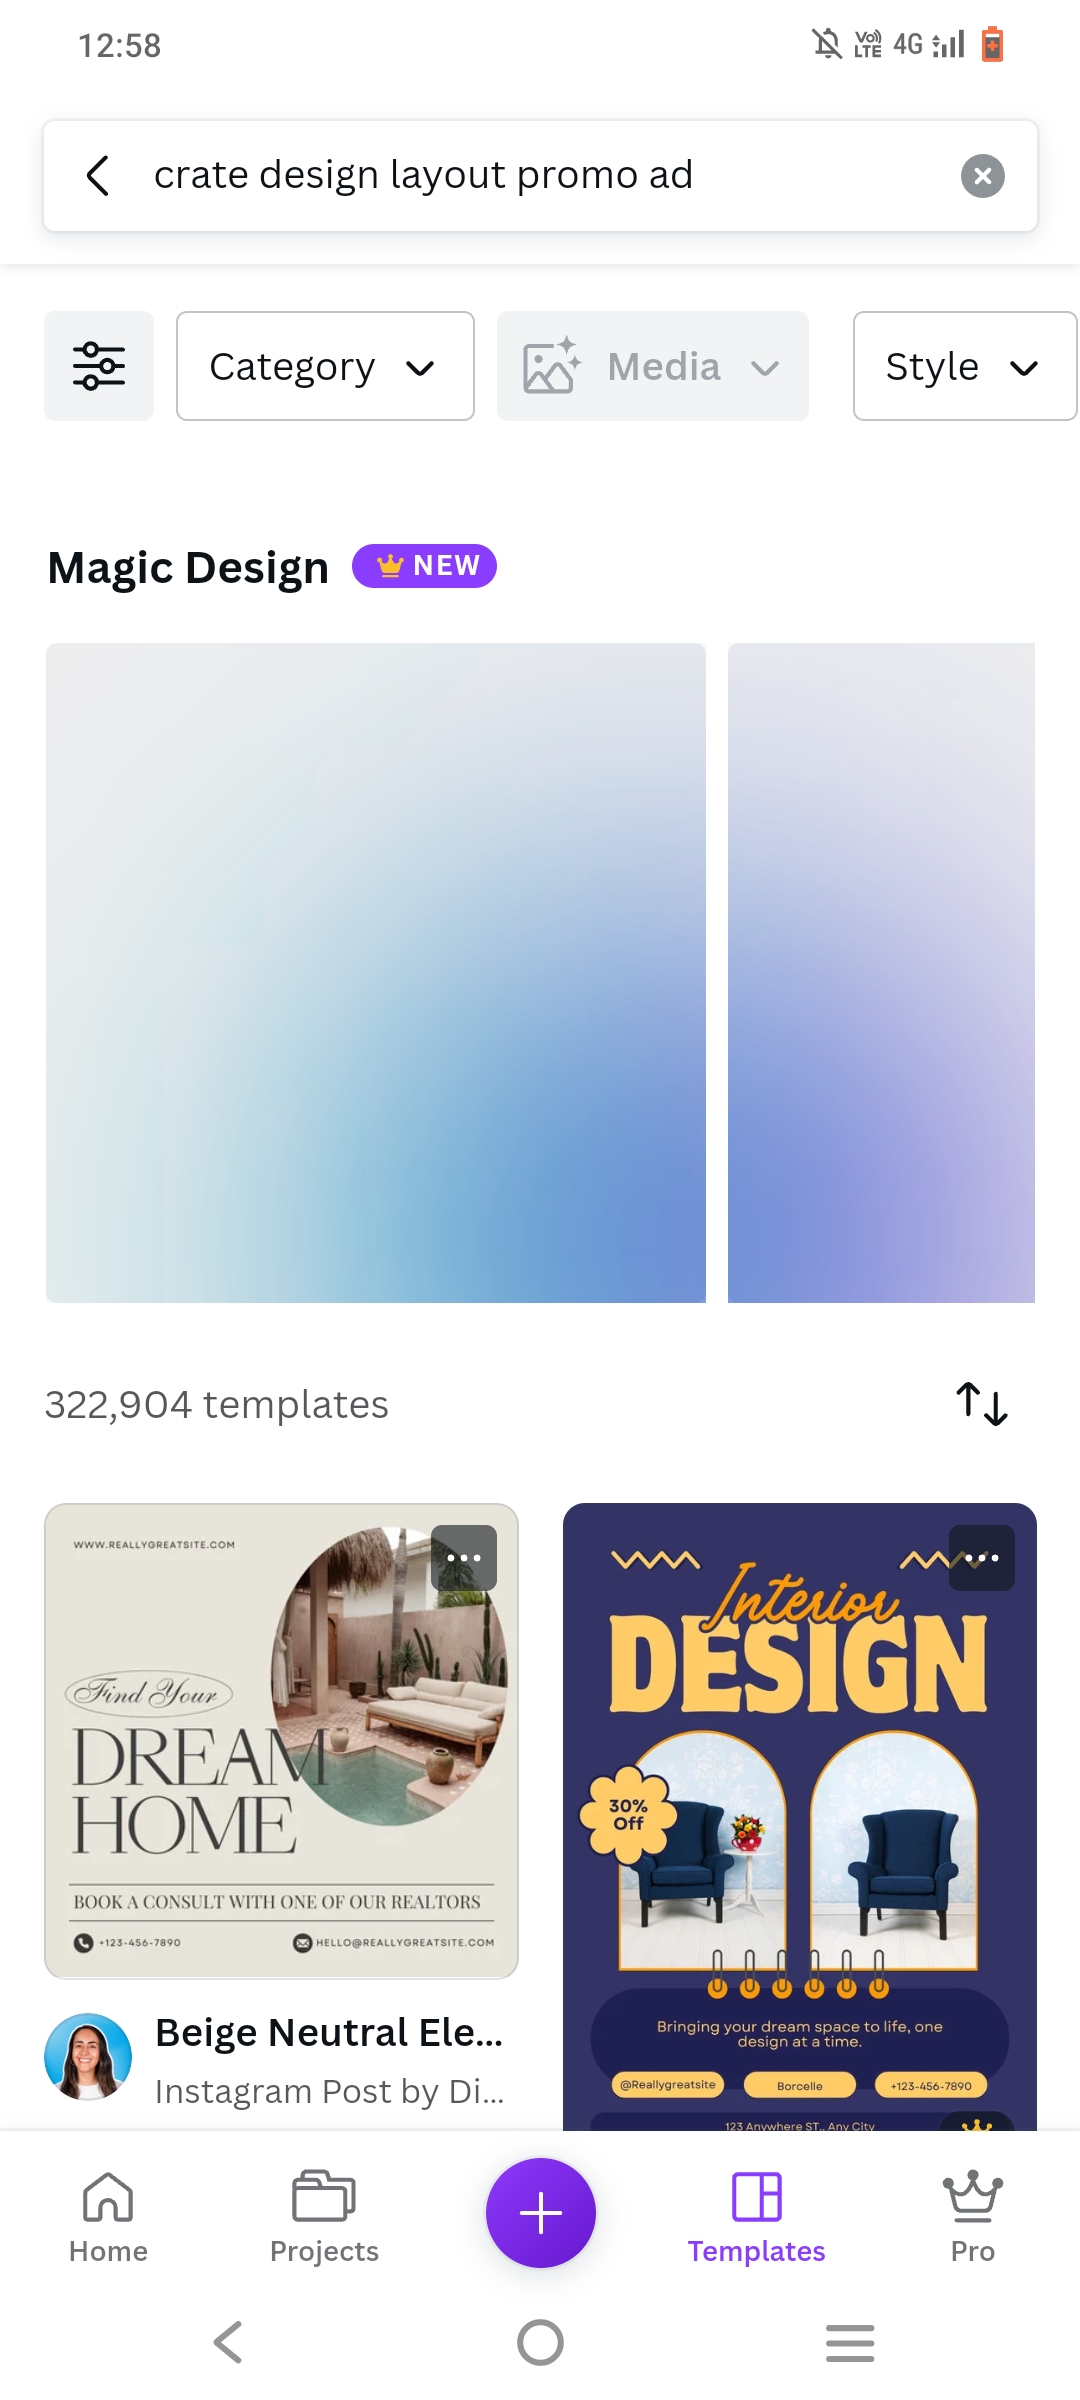 12:58
Vo)) LTE 4G
crate design layout promo ad
Category
Media
Style
Magic Design
NEW
322,904 templates
WWW.REALLYGREATSITE.COM
Find Your
DREAM
HOME
BOOK A CONSULT WITH ONE OF OUR REALTORS
+123-456-7890 HELLO@REALLYGREATSITE.COM
Beige Neutral Ele...
Instagram Post by Di...
Interior
DESIGN
30%
Off
Bringing your dream space to life, one
design at a time.
@Reallygreatsite Borcelle +123-456-7890
123 Anywhere ST., Any City
Home Projects Templates Pro